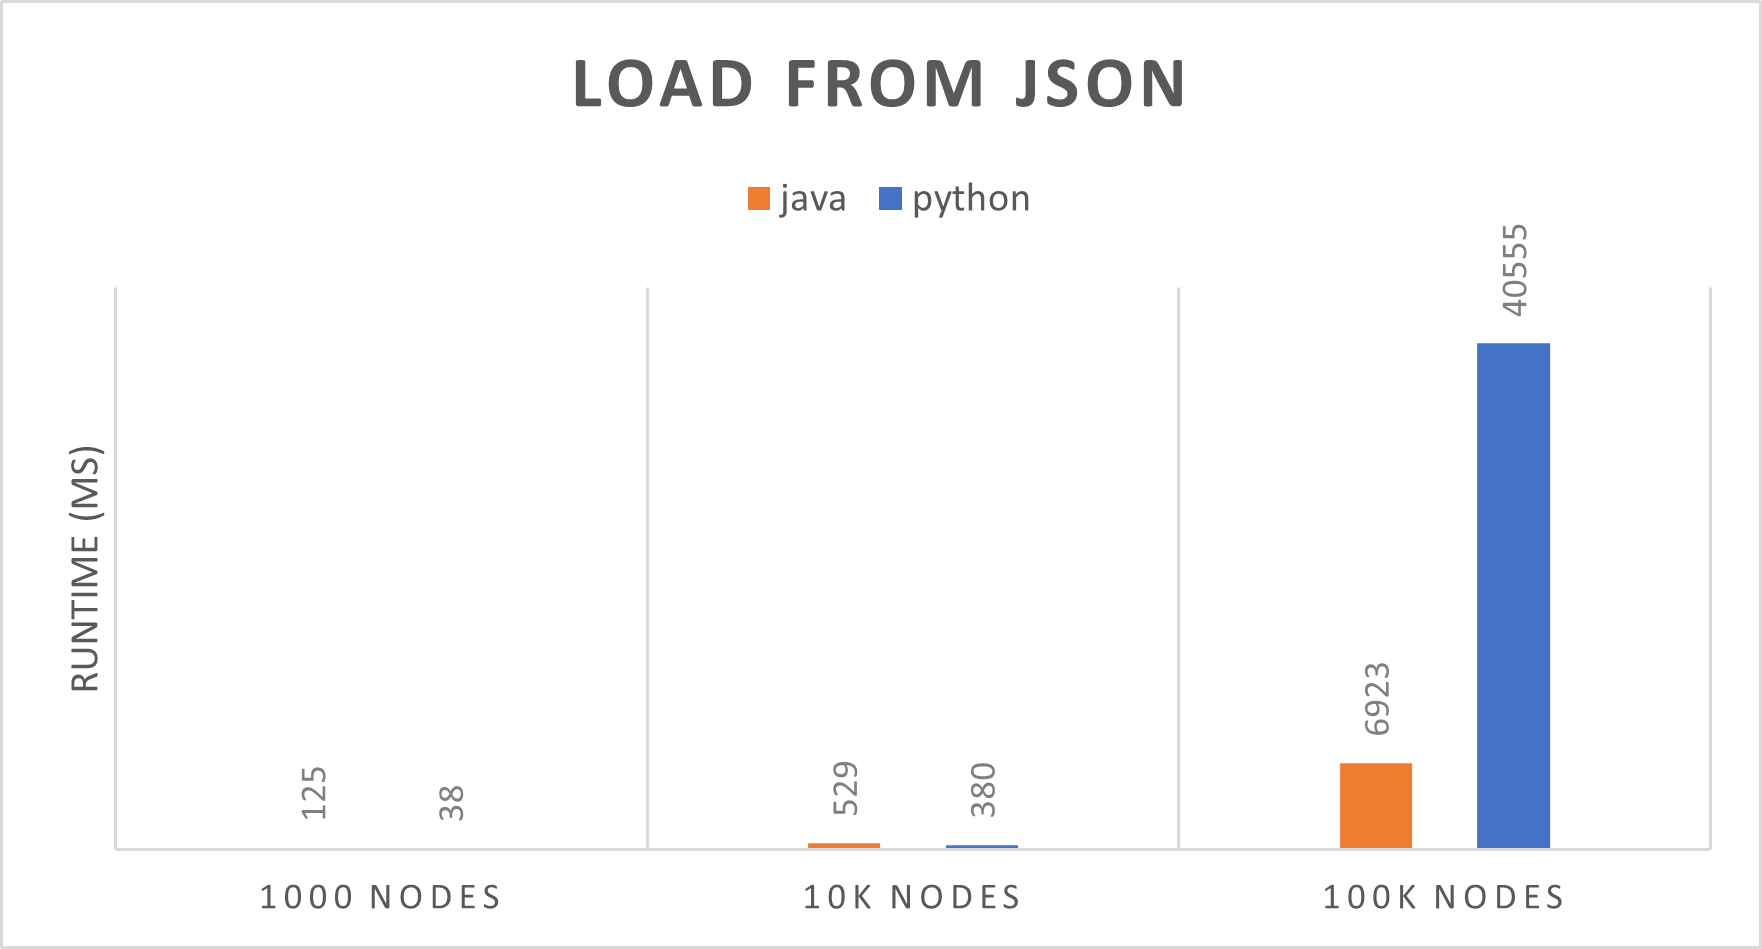 LOAD FROM JSON
java python
RUNTIME (MS)
125
38
529
380
6923
40555
1000 NODES
10K NODES
100K NODES